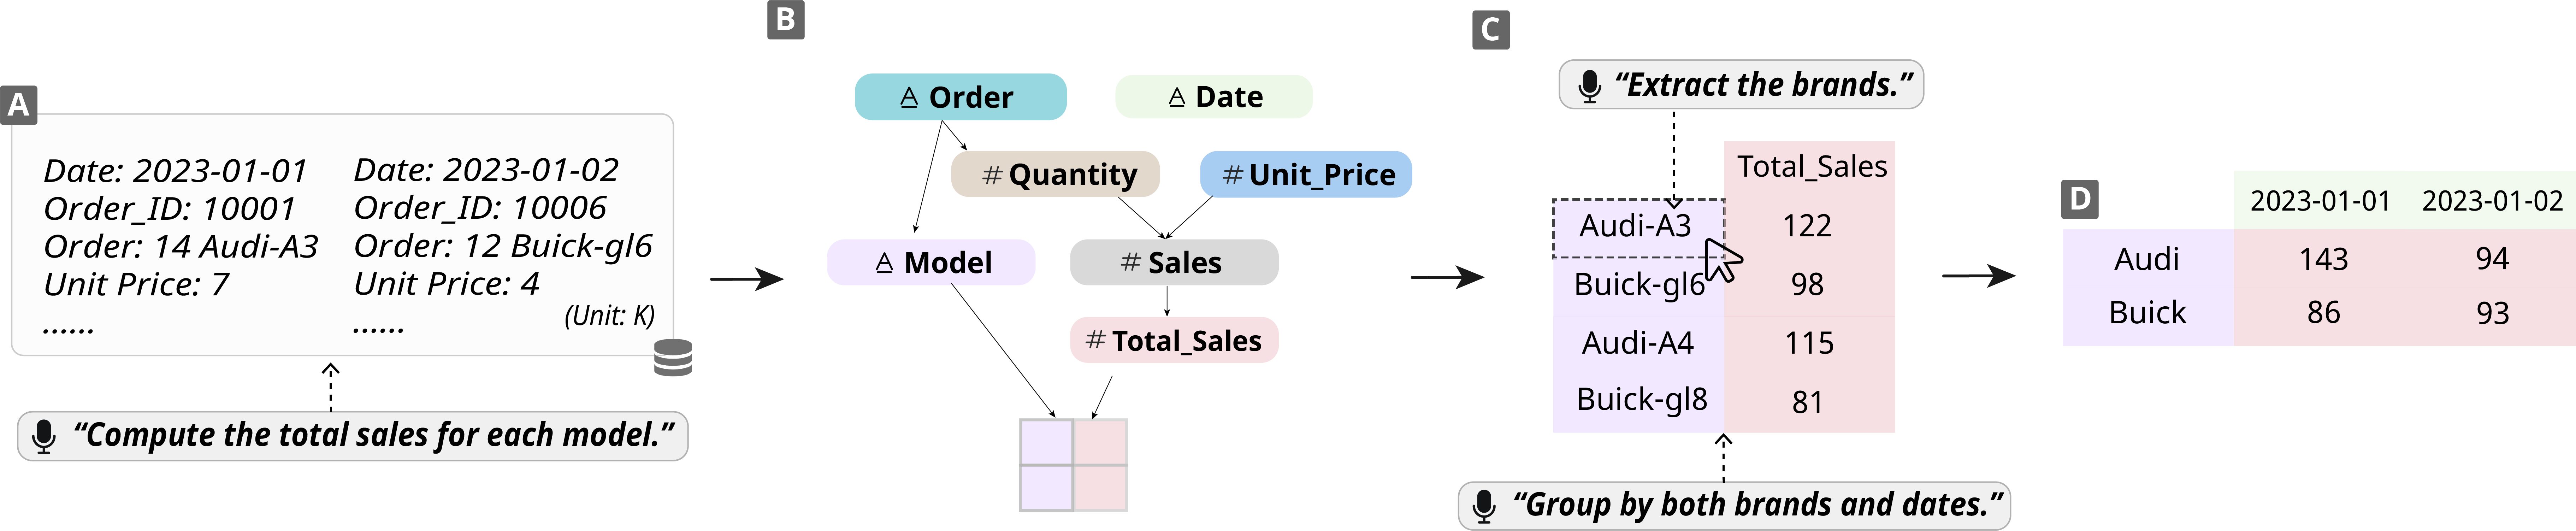 A
Date: 2023-01-01
Order_ID: 10001
Order: 14 Audi-A3
Unit Price: 7
......
Date: 2023-01-02
Order_ID: 10006
Order: 12 Buick-gl6
Unit Price: 4
(Unit: K)
......
“Compute the total sales for each model.”
B
A Order
A Date
# Quantity
# Unit_Price
A Model
# Sales
# Total_Sales
C
“Extract the brands.”
Total_Sales
Audi-A3 122
Buick-gl6 98
Audi-A4 115
Buick-gl8 81
“Group by both brands and dates.”
D
2023-01-01 2023-01-02
Audi 143 94
Buick 86 93